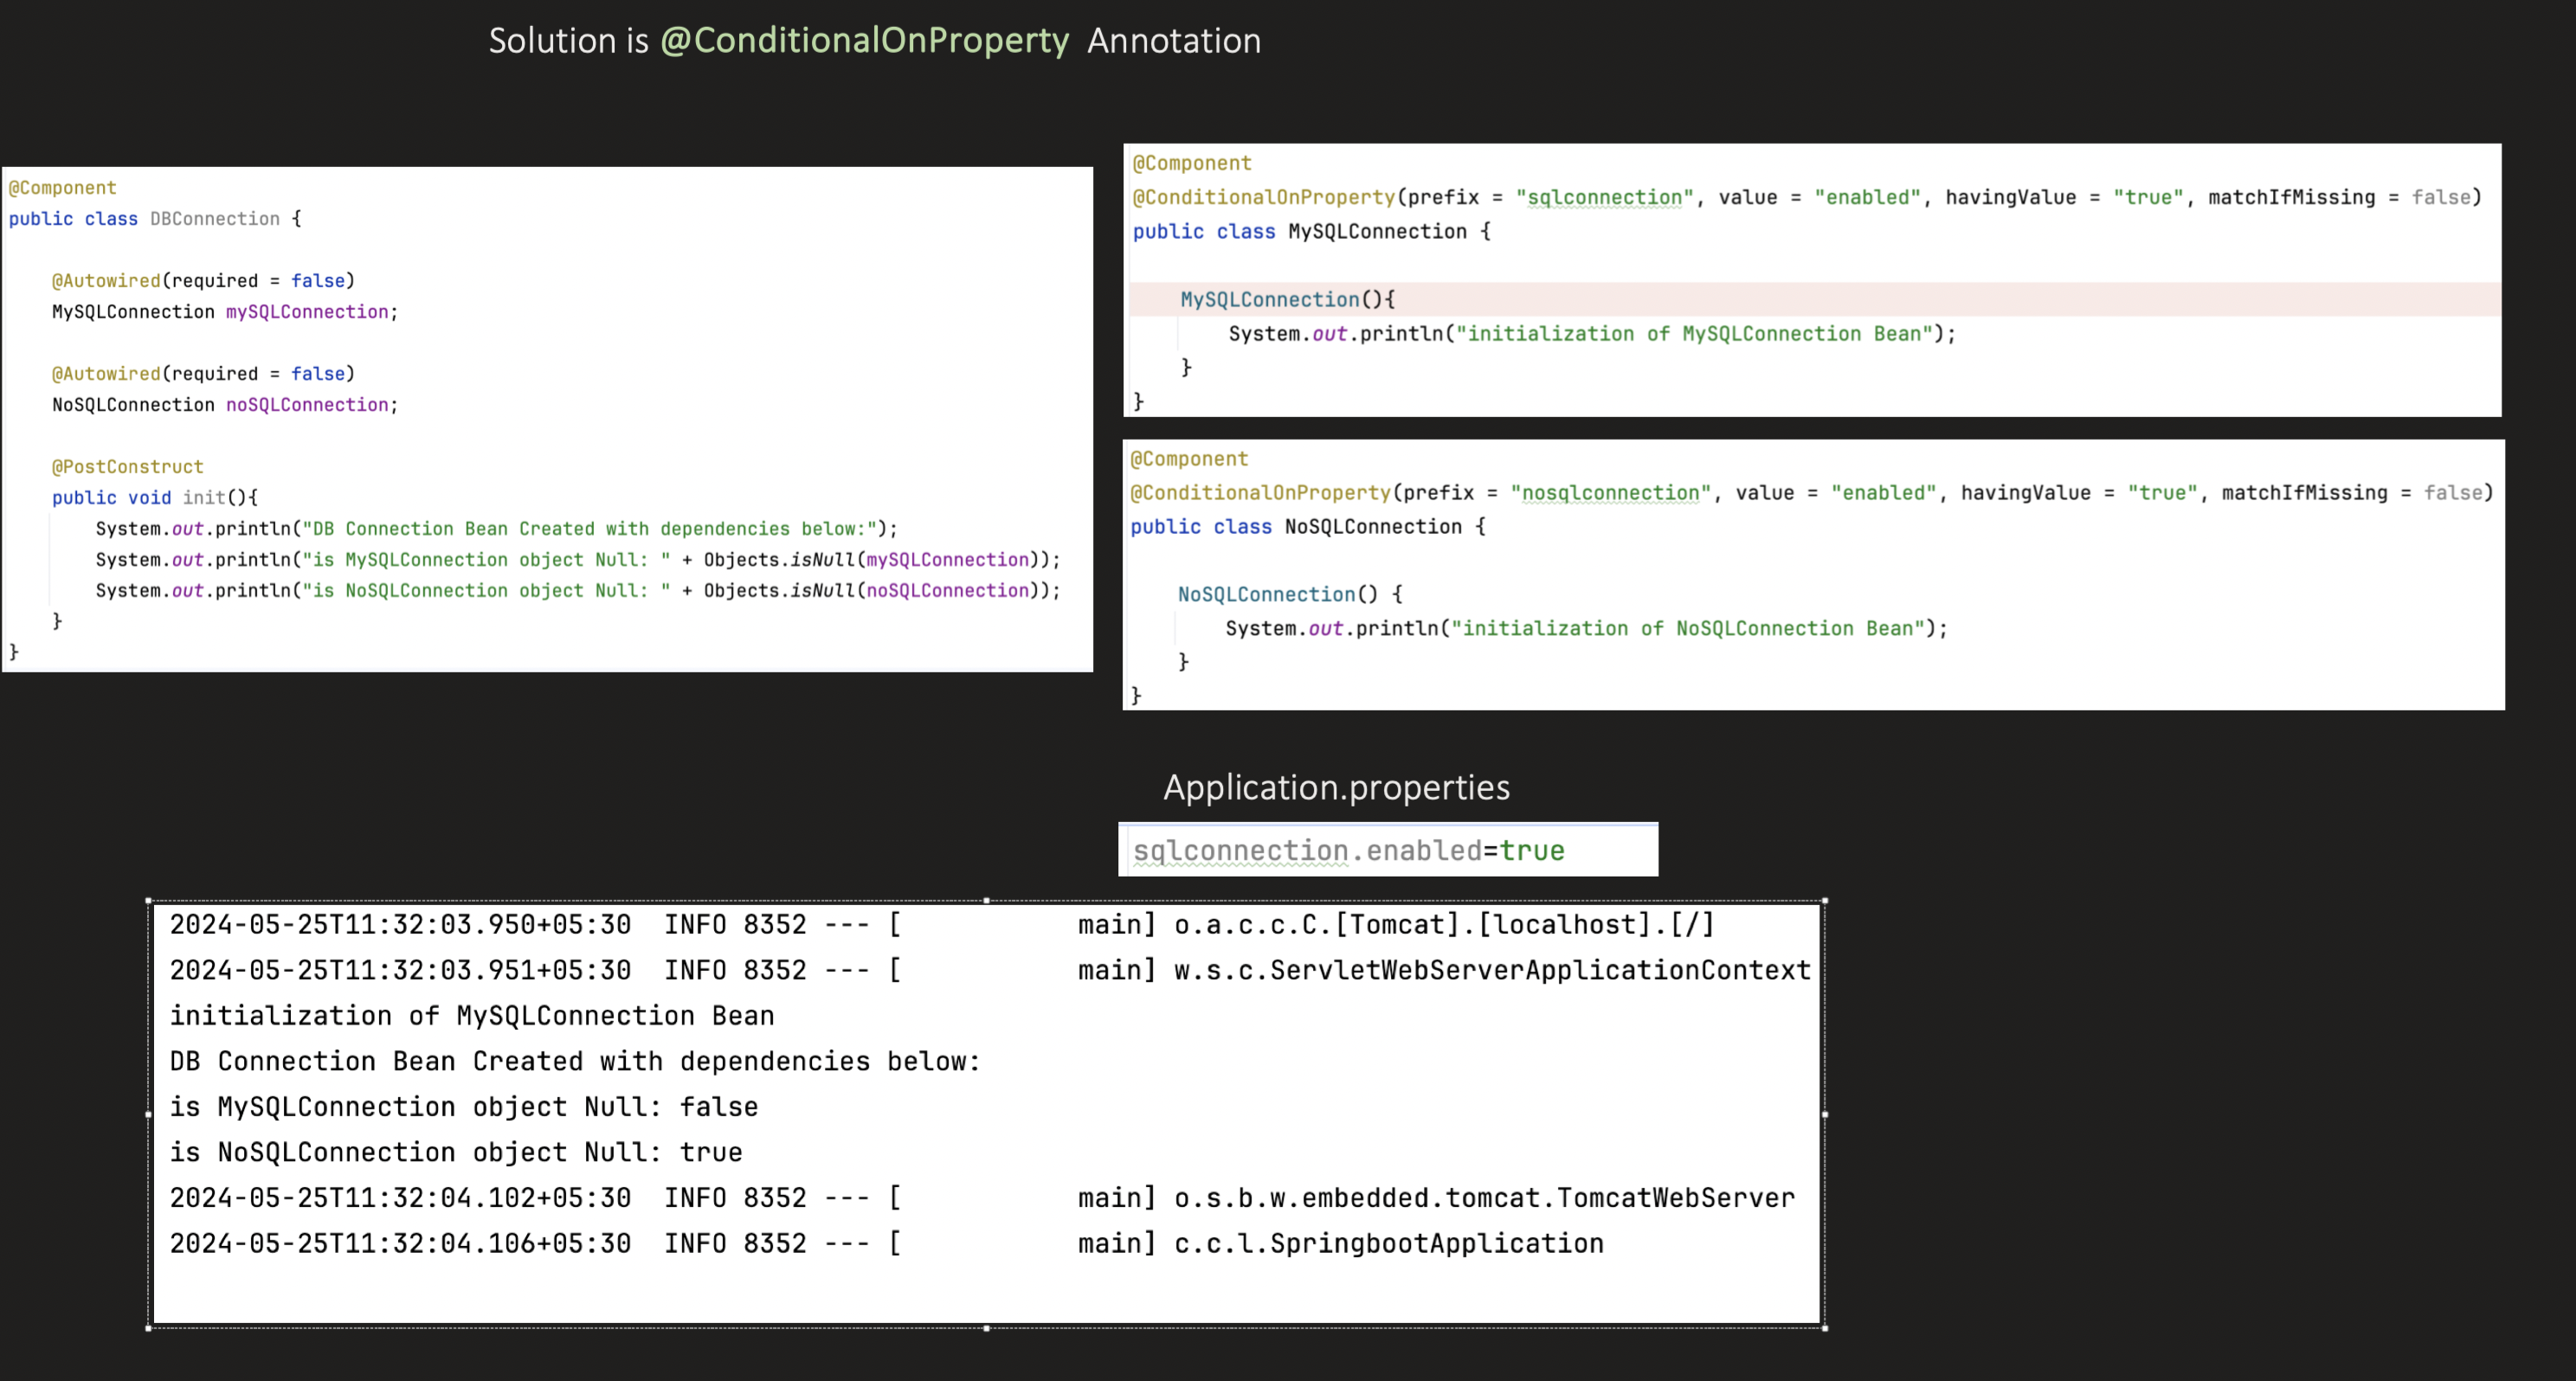 Solution is @ConditionalOnProperty Annotation
@Component
public class DBConnection {
@Autowired(required = false)
MySQLConnection mySQLConnection;
@Autowired(required = false)
NoSQLConnection noSQLConnection;
@PostConstruct
public void init(){
System.out.println("DB Connection Bean Created with dependencies below:");
System.out.println("is MySQLConnection object Null: " + Objects.isNull(mySQLConnection));
System.out.println("is NoSQLConnection object Null: " + Objects.isNull(noSQLConnection));
}
}
@Component
@ConditionalOnProperty(prefix = "sqlconnection", value = "enabled", havingValue = "true", matchIfMissing = false)
public class MySQLConnection {
MySQLConnection(){
System.out.println("initialization of MySQLConnection Bean");
}
}
@Component
@ConditionalOnProperty(prefix = "nosqlconnection", value = "enabled", havingValue = "true", matchIfMissing = false)
public class NoSQLConnection {
NoSQLConnection() {
System.out.println("initialization of NoSQLConnection Bean");
}
}
Application.properties
sqlconnection.enabled=true
2024-05-25T11:32:03.950+05:30  INFO 8352 --- [           main] o.a.c.c.C.[Tomcat].[localhost].[/]
2024-05-25T11:32:03.951+05:30  INFO 8352 --- [           main] w.s.c.ServletWebServerApplicationContext
initialization of MySQLConnection Bean
DB Connection Bean Created with dependencies below:
is MySQLConnection object Null: false
is NoSQLConnection object Null: true
2024-05-25T11:32:04.102+05:30  INFO 8352 --- [           main] o.s.b.w.embedded.tomcat.TomcatWebServer
2024-05-25T11:32:04.106+05:30  INFO 8352 --- [           main] c.c.l.SpringbootApplication